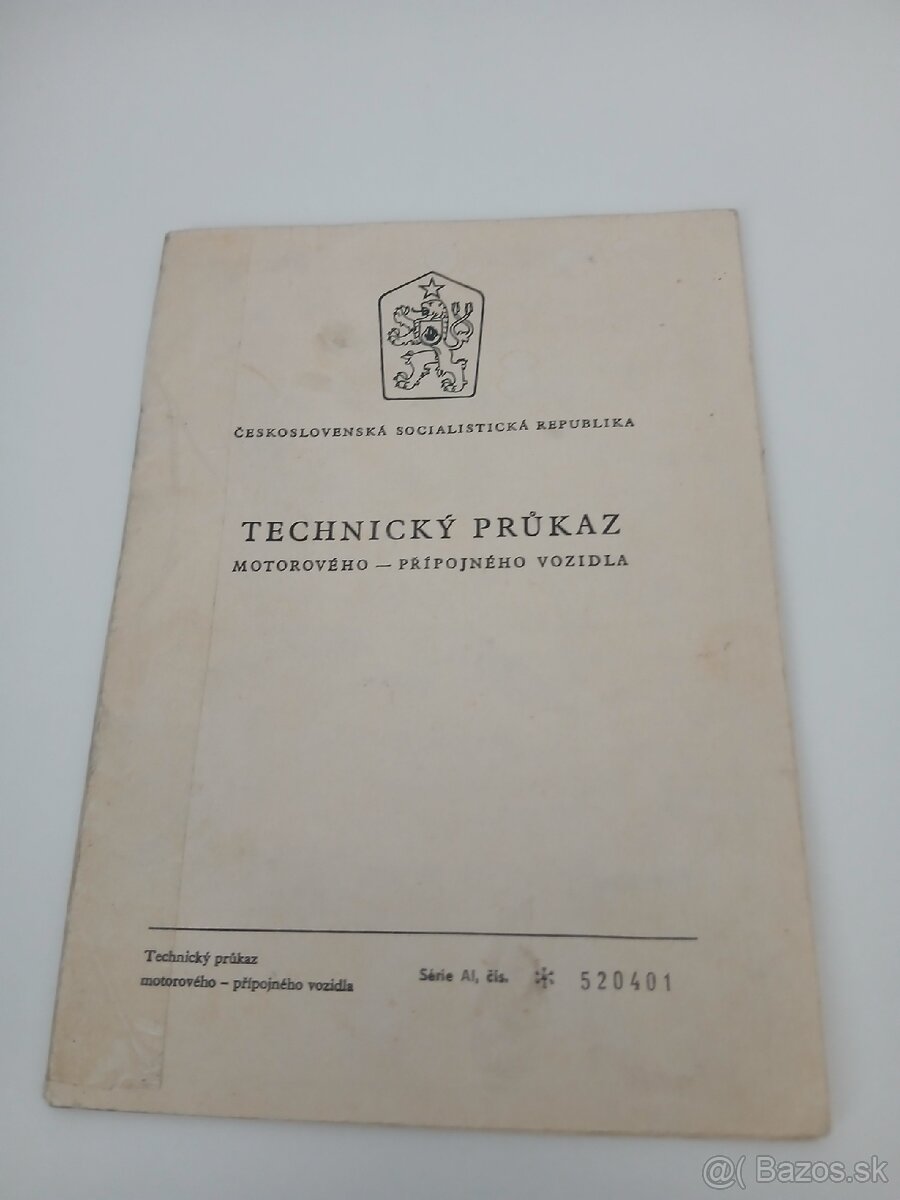 ČESKOSLOVENSKÁ SOCIALISTICKÁ REPUBLIKA
TECHNICKÝ PRŮKAZ
MOTOROVÉHO — PŘÍPOJNÉHO VOZIDLA
Technický průkaz
motorového – přípojného vozidla
Série AI, čís. ✲ 520401
@( Bazos.sk